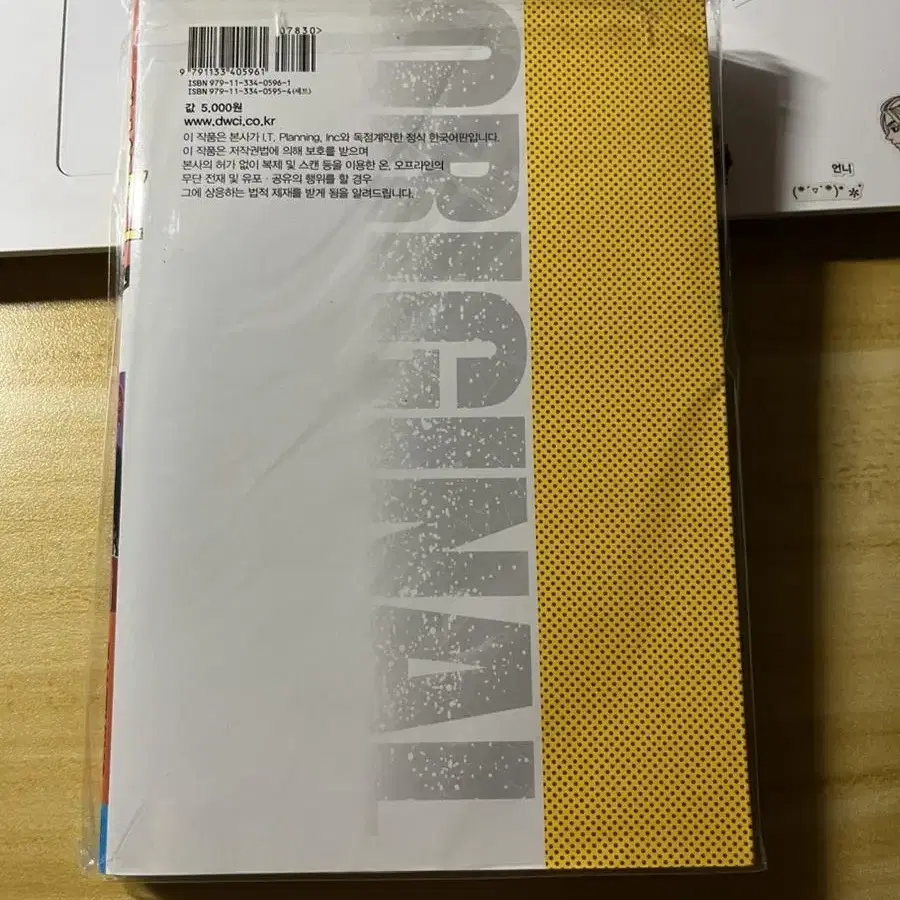 07830>
9 791133 405961
ISBN 979-11-334-0596-1
ISBN 979-11-334-0595-4(세트)
값 5,000원
www.dwci.co.kr
이 작품은 본사가 I.T. Planning, Inc와 독점계약한 정식 한국어판입니다.
이 작품은 저작권법에 의해 보호를 받으며
본사의 허가 없이 복제 및 스캔 등을 이용한 온, 오프라인의
무단 전재 및 유포·공유의 행위를 할 경우
그에 상응하는 법적 제재를 받게 됨을 알려드립니다.
ORIGINAL
언니